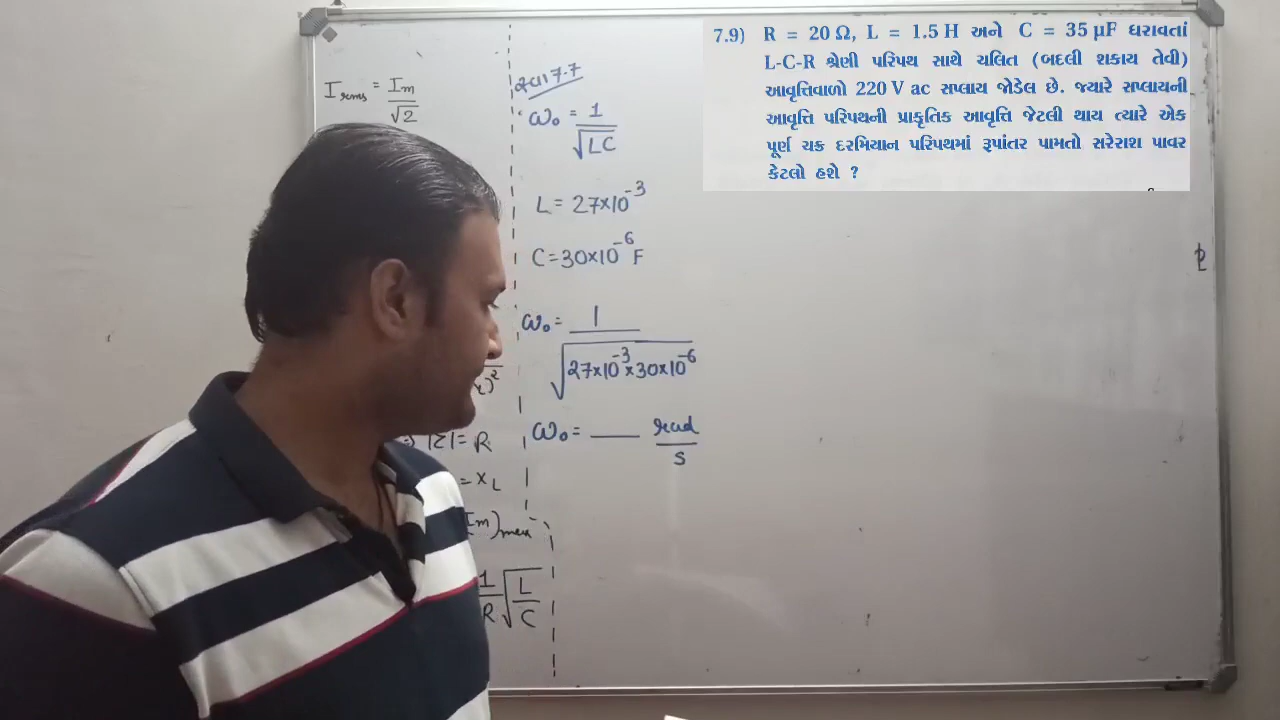 I rms = Im
√2
)²
⇒ |Z| = R
= XL
Im) max
1 √L
R C
સ્વા 7.7
ω₀ = 1
√LC
L = 27×10⁻³
C = 30×10⁻⁶ F
ω₀ = 1
√27×10⁻³×30×10⁻⁶
ω₀ = ___ rad
s
7.9) R = 20 Ω, L = 1.5 H અને C = 35 µF ધરાવતાં
L-C-R શ્રેણી પરિપથ સાથે ચલિત (બદલી શકાય તેવી)
આવૃત્તિવાળો 220 V ac સપ્લાય જોડેલ છે. જ્યારે સપ્લાયની
આવૃત્તિ પરિપથની પ્રાકૃતિક આવૃત્તિ જેટલી થાય ત્યારે એક
પૂર્ણ ચક્ર દરમિયાન પરિપથમાં રૂપાંતર પામતો સરેરાશ પાવર
કેટલો હશે ?